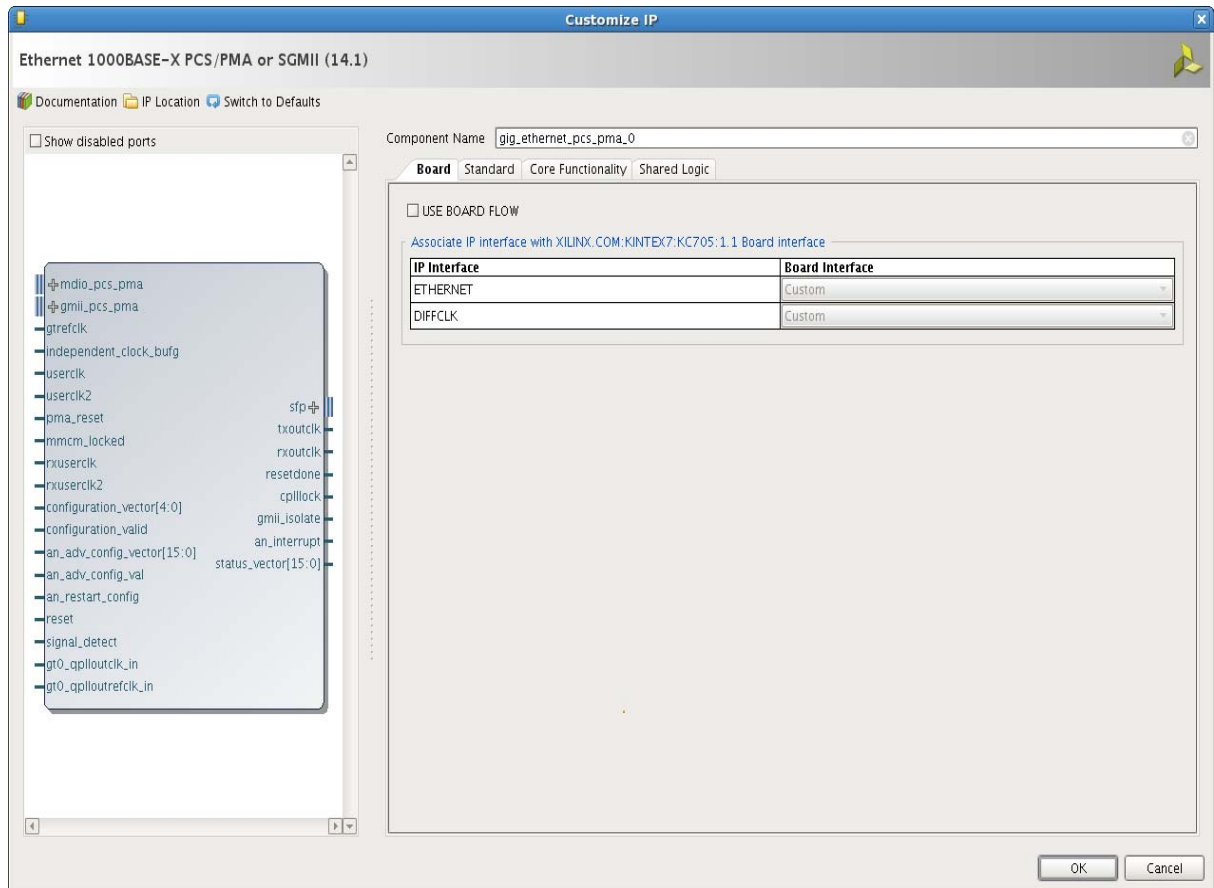 Customize IP
Ethernet 1000BASE-X PCS/PMA or SGMII (14.1)
Documentation IP Location Switch to Defaults
Show disabled ports
mdio_pcs_pma
gmii_pcs_pma
gtrefclk
independent_clock_bufg
userclk
userclk2
pma_reset
mmcm_locked
rxuserclk
rxuserclk2
configuration_vector[4:0]
configuration_valid
an_adv_config_vector[15:0]
an_adv_config_val
an_restart_config
reset
signal_detect
gt0_qplloutclk_in
gt0_qplloutrefclk_in
sfp
txoutclk
rxoutclk
resetdone
cplllock
gmii_isolate
an_interrupt
status_vector[15:0]
Component Name gig_ethernet_pcs_pma_0
Board Standard Core Functionality Shared Logic
USE BOARD FLOW
Associate IP interface with XILINX.COM:KINTEX7:KC705:1.1 Board interface
IP Interface Board Interface
ETHERNET Custom
DIFFCLK Custom
OK Cancel